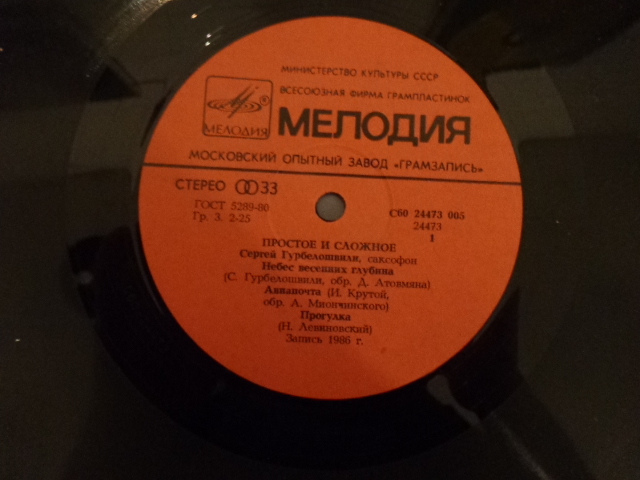 МИНИСТЕРСТВО КУЛЬТУРЫ СССР
ВСЕСОЮЗНАЯ ФИРМА ГРАМПЛАСТИНОК
МЕЛОДИЯ
МЕЛОДИЯ
МОСКОВСКИЙ ОПЫТНЫЙ ЗАВОД «ГРАМЗАПИСЬ»
СТЕРЕО 33
ГОСТ 5289-80
Гр. 3. 2-25
С60 24473 005
24473
1
ПРОСТОЕ И СЛОЖНОЕ
Сергей Гурбелошвили, саксофон
Небес весенних глубина
(С. Гурбелошвили, обр. Д. Атовмяна)
Авиапочта (И. Крутой,
обр. А. Миончинского)
Прогулка
(Н. Левиновский)
Запись 1986 г.